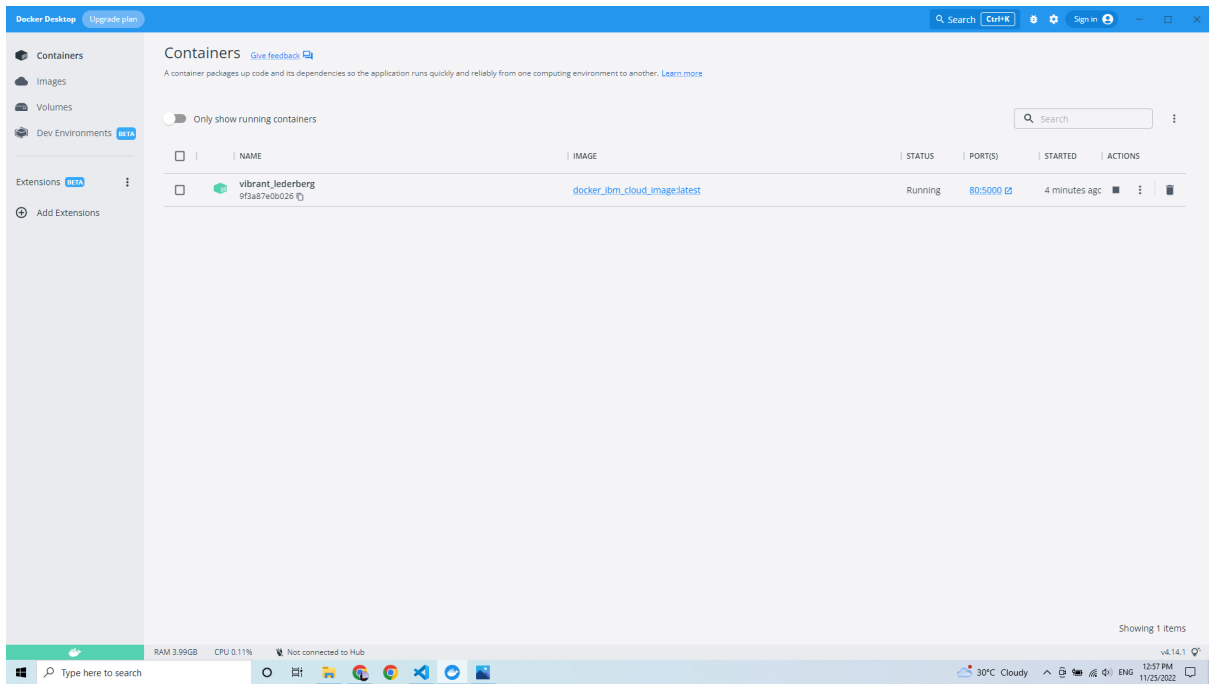 Docker Desktop Upgrade plan Search Ctrl+K Sign in
Containers
Images
Volumes
Dev Environments BETA
Extensions BETA
Add Extensions
Containers Give feedback
A container packages up code and its dependencies so the application runs quickly and reliably from one computing environment to another. Learn more
Only show running containers Search
NAME IMAGE STATUS PORT(S) STARTED ACTIONS
vibrant_lederberg docker_ibm_cloud_image:latest Running 80:5000 4 minutes ago
9f3a87e0b026
Showing 1 items
RAM 3.99GB CPU 0.11% Not connected to Hub v4.14.1
Type here to search 30°C Cloudy ENG 12:57 PM
11/25/2022